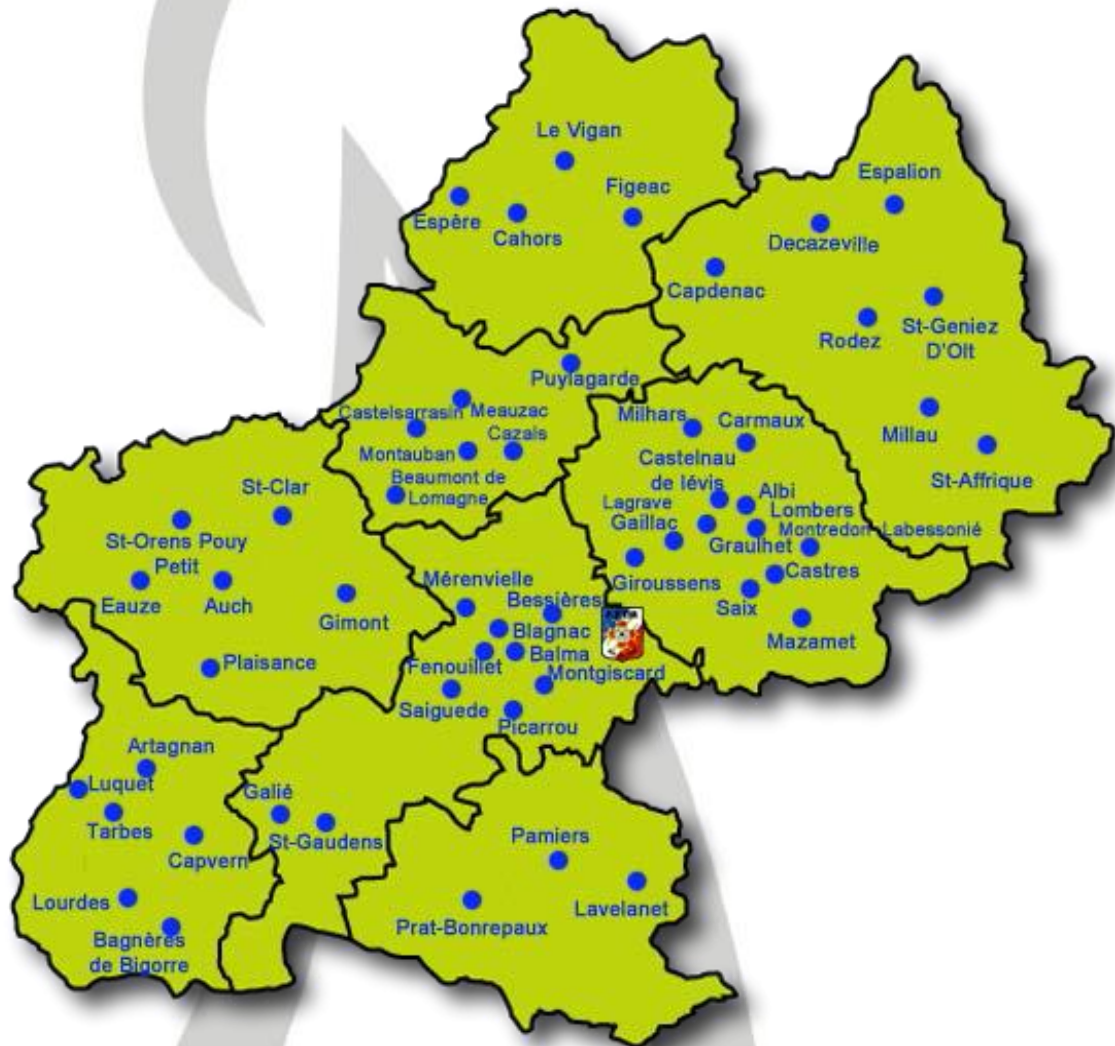 Le Vigan
Figeac
Espère
Cahors
Espalion
Decazeville
Capdenac
St-Geniez
D'Olt
Rodez
Millau
St-Affrique
Puylagarde
Castelsarrasin
Meauzac
Montauban
Cazals
Beaumont de
Lomagne
Milhars
Carmaux
Castelnau
de lévis
Albi
Lagrave
Lombers
Gaillac
Montredon-Labessonié
Graulhet
Giroussens
Castres
Saix
Mazamet
St-Clar
St-Orens Pouy
Petit
Eauze
Auch
Gimont
Plaisance
Mérenvielle
Bessières
Blagnac
Balma
Fenouillet
Montgiscard
Saiguede
Picarrou
Artagnan
Luquet
Tarbes
Capvern
Lourdes
Bagnères
de Bigorre
Galié
St-Gaudens
Pamiers
Lavelanet
Prat-Bonrepaux